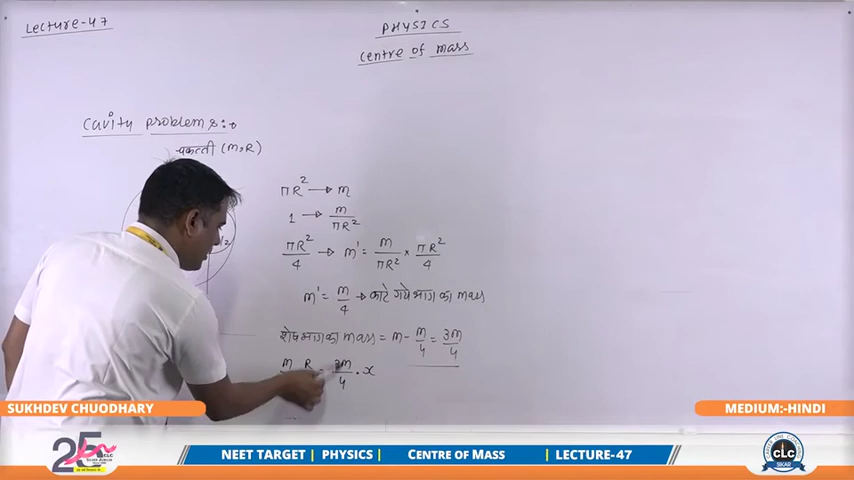 Lecture-47
PHYSICS
Centre of mass
Cavity problems:-
चकत्ती (M,R)
πR² → M
1 → M/πR²
πR²/4 → M' = M/πR² × πR²/4
M' = M/4 → काटे गये भाग का mass
शेष भाग का mass = M - M/4 = 3M/4
M R = 3M/4 . x
SUKHDEV CHUODHARY
MEDIUM:-HINDI
25
CLC
NEET TARGET | PHYSICS | CENTRE OF MASS | LECTURE-47
CLC
SIKAR